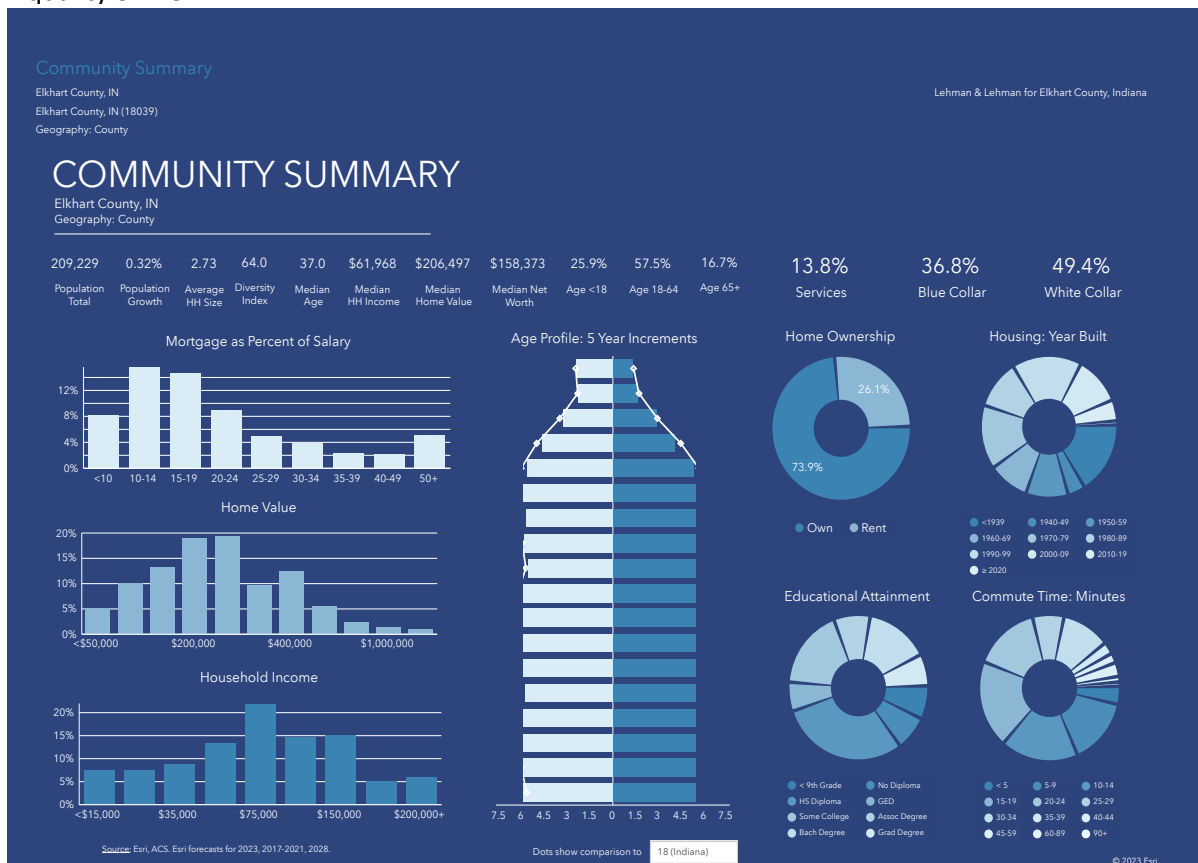 Community Summary
Elkhart County, IN
Elkhart County, IN (18039)
Geography: County
Lehman & Lehman for Elkhart County, Indiana
COMMUNITY SUMMARY
Elkhart County, IN
Geography: County
209,229 0.32% 2.73 64.0 37.0 $61,968 $206,497 $158,373 25.9% 57.5% 16.7% 13.8% 36.8% 49.4%
Population Total
Population Growth
Average HH Size
Diversity Index
Median Age
Median HH Income
Median Home Value
Median Net Worth
Age <18
Age 18-64
Age 65+
Services
Blue Collar
White Collar
Mortgage as Percent of Salary
12%
8%
4%
0%
<10 10-14 15-19 20-24 25-29 30-34 35-39 40-49 50+
Home Value
20%
15%
10%
5%
0%
<$50,000 $200,000 $400,000 $1,000,000
Household Income
20%
15%
10%
5%
0%
<$15,000 $35,000 $75,000 $150,000 $200,000+
Source: Esri, ACS. Esri forecasts for 2023, 2017-2021, 2028.
Age Profile: 5 Year Increments
7.5 6 4.5 3 1.5 0 1.5 3 4.5 6 7.5
Dots show comparison to 18 (Indiana)
Home Ownership
26.1%
73.9%
Own Rent
Housing: Year Built
<1939 1940-49 1950-59
1960-69 1970-79 1980-89
1990-99 2000-09 2010-19
≥ 2020
Educational Attainment
< 9th Grade No Diploma
HS Diploma GED
Some College Assoc Degree
Bach Degree Grad Degree
Commute Time: Minutes
< 5 5-9 10-14
15-19 20-24 25-29
30-34 35-39 40-44
45-59 60-89 90+
© 2023 Esri